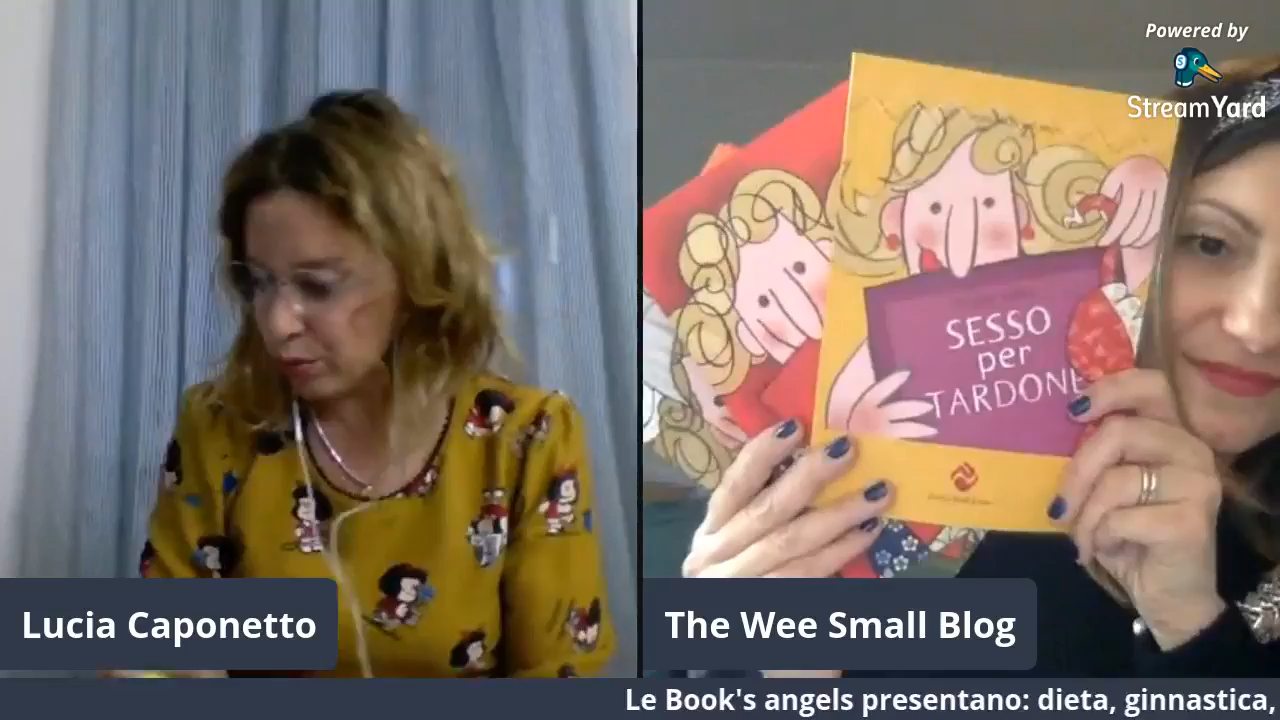 Powered by
StreamYard
SESSO
per
TARDONE
Lucia Caponetto
The Wee Small Blog
Le Book's angels presentano: dieta, ginnastica,